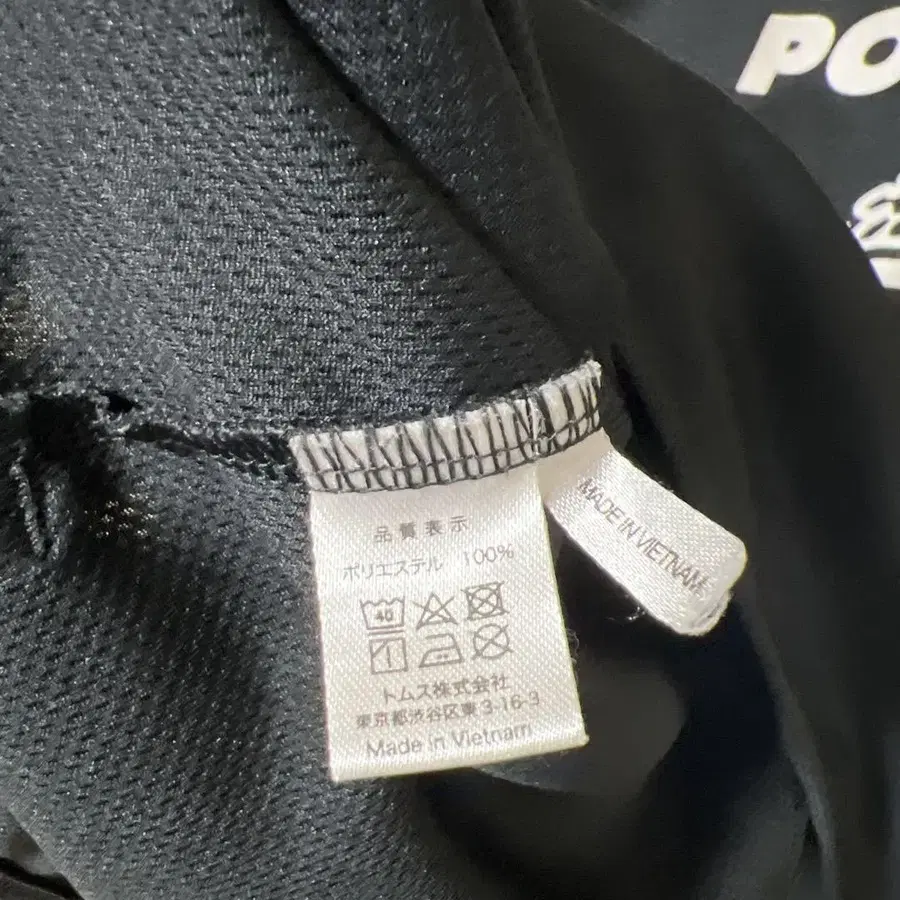 PO
品質表示
ポリエステル 100%
40
トムス株式会社
東京都渋谷区東3-16-3
Made in Vietnam
MADE IN VIETNAM